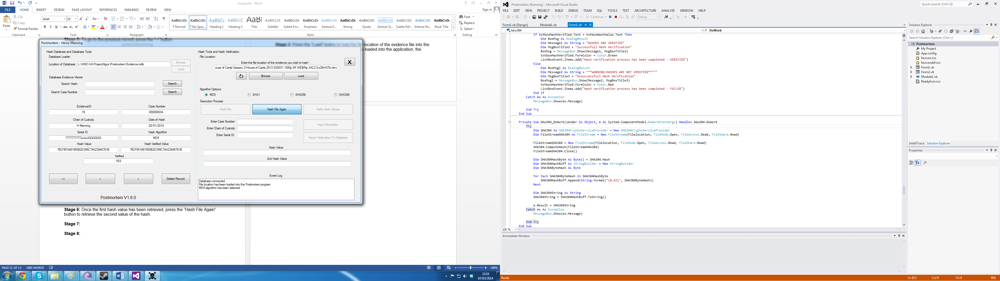 Userguide - Word
Sign in
FILE HOME INSERT DESIGN PAGE LAYOUT REFERENCES MAILINGS REVIEW VIEW
Paste
Cut
Copy
Format Painter
Clipboard
Arial 12
Font
Paragraph
AaBbCcDc AaBbCcDc AaBbCc AaBbCcD AaBl AaBbCcD AaBbCcDc AaBbCcDc AaBbCcDc AaBbCcDc AaBbCcDc AaBbCcDc AaBbCcDc AaBbCcDc AaBbCcDc
¶ Normal ¶ No Spac... Heading 1 Heading 2 Title Subtitle Subtle Em... Emphasis Intense E... Strong Quote Intense Q... Subtle Ref... Intense Re... Book Title
Styles
Find
Replace
Select
Editing
location of the evidence file into the
loaded into the application, the
Postmortem - Henry Manning
Hash Database and Database Tools
Database Loader
Location of Database: L:\HND\U4\ProjectAlgos\Postmortem\Evidence.mdb
Browse
Load
Database Evidence Viewer
Search Hash: Search
Search Case Number: Search
EvidenceID Case Number
19 000000034
Chain of Custody Date of Hash
H Manning 29/01/2014
Serial ID Hash Algorithm
MD5
Hash Value Hash Verified Value
76CF8FA981955B2D395C74A23846761B 76CF8FA981955B2D395C74A23846761B
Verified
YES
<< < > Delete Record
Postmortem V1.6.0
Hash Tools and Hash Verification
File Location
Enter the file location of the evidence you wish to hash -
X
ouse of Cards\Season 2\House.of.Cards.2013.S02E01.1080p.NF.WEBRip.AAC2.0.x264-NTb.mkv
Browse Load
Algorithm Options
MD5 SHA1 SHA256 SHA384
Execution Process
Hash File Hash File Again Verify Hash Values
Enter Case Number:
Enter Chain of Custody:
Enter Serial ID:
Input Information
Export Verification To Database
Hash Value
2nd Hash Value
Event Log
Database connected
File location has been loaded into the Postmortem program
MD5 algorithm has been selected
Stage 6: Once the first hash value has been retrieved, press the "Hash File Again"
button to retrieve the second value of the hash.
Stage 7:
Stage 8:
PAGE 11 OF 12 1085 WORDS
100%
23:55
07/03/2014
Postmortem (Running) - Microsoft Visual Studio
Quick Launch (Ctrl+Q)
FILE EDIT VIEW PROJECT BUILD DEBUG TEAM SQL TOOLS TEST ARCHITECTURE ANALYZE WINDOW HELP
Continue Debug
Form1.vb [Design] Module1.vb Form1.vb
bkw384 DoWork
If txtboxHashVerified.Text = txtboxHashValue.Text Then
Dim BoxMsg As DialogResult
Dim Message1 As String = "HASHES ARE VERIFIED"
Dim MsgBoxTitle2 = "Successfull Hash Verification"
BoxMsg = MessageBox.Show(Message1, MsgBoxTitle2)
txtboxHashVerified.ForeColor = Color.Green
ListBoxEvent.Items.Add("Hash verification process has been completed - VERIFIED")
Else
Dim BoxMsg1 As DialogResult
Dim Message2 As String = "**WARNING:HASHES ARE NOT VERIFIED**"""
Dim MsgBoxTitle3 = "Unsuccessfull Hash Verification"
BoxMsg1 = MessageBox.Show(Message2, MsgBoxTitle3)
txtboxHashVerified.ForeColor = Color.Red
ListBoxEvent.Items.Add("Hash verification process has been completed - FAILED")
End If
Catch ex As Exception
MessageBox.Show(ex.Message)
End Try
End Sub
Private Sub bkw384_DoWork(sender As Object, e As System.ComponentModel.DoWorkEventArgs) Handles bkw384.DoWork
Try
Dim SHA384 As SHA384CryptoServiceProvider = New SHA384CryptoServiceProvider
Dim FileStreamSHA384 As FileStream = New FileStream(Filelocation, FileMode.Open, FileAccess.Read, FileShare.Read)
FileStreamSHA384 = New FileStream(Filelocation, FileMode.Open, FileAccess.Read, FileShare.Read)
SHA384.ComputeHash(FileStreamSHA384)
FileStreamSHA384.Close()
Dim SHA384HashByte As Byte() = SHA384.Hash
Dim SHA384HashBuff As StringBuilder = New StringBuilder
Dim SHA384ByteHash As Byte
For Each SHA384ByteHash In SHA384HashByte
SHA384HashBuff.Append(String.Format("{0:X2}", SHA384ByteHash))
Next
Dim SHA384String As String
SHA384String = SHA384HashBuff.ToString()
e.Result = SHA384String
Catch ex As Exception
MessageBox.Show(ex.Message)
End Try
End Sub
100 %
Immediate Window
Solution Explorer
Search Solution Explorer (Ctrl+;)
Postmortem
My Project
App.config
favicon.ico
favicondsf.ico
Form1.vb
Form2.vb
Module1.vb
ReadyIcon.ico
IntelliTrace Solution Explorer
Properties
Ready
Ln 812 Col 9 Ch 9 INS